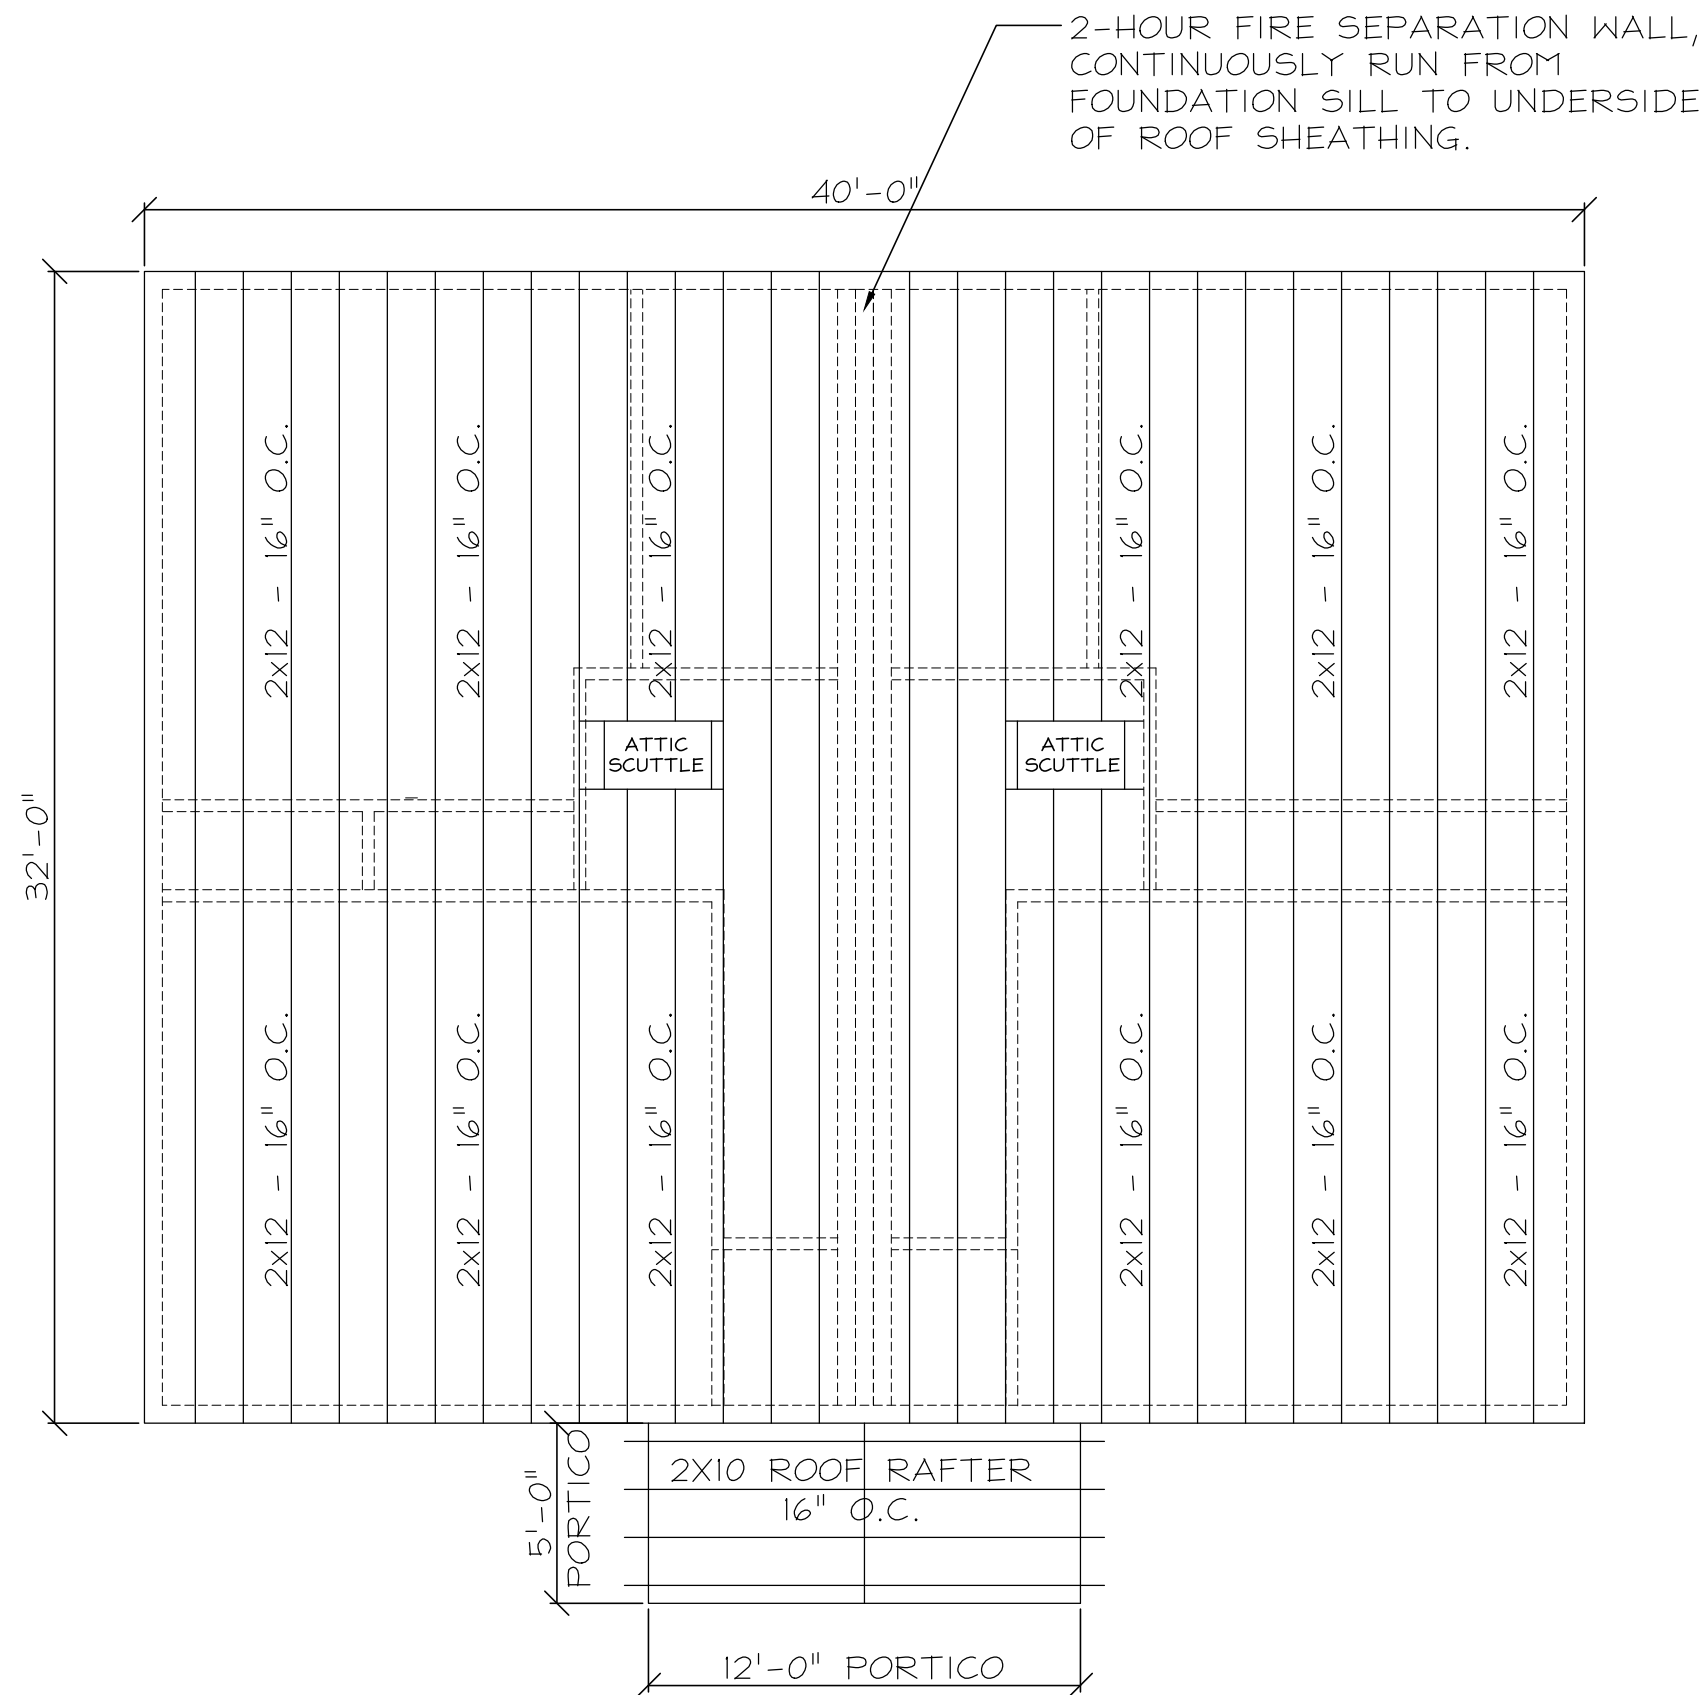 2-HOUR FIRE SEPARATION WALL,
CONTINUOUSLY RUN FROM
FOUNDATION SILL TO UNDERSIDE
OF ROOF SHEATHING.
40'-0"
32'-0"
2x12 - 16" O.C.
2x12 - 16" O.C.
2x12 - 16" O.C.
2x12 - 16" O.C.
2x12 - 16" O.C.
2x12 - 16" O.C.
ATTIC
SCUTTLE
ATTIC
SCUTTLE
2x12 - 16" O.C.
2x12 - 16" O.C.
2x12 - 16" O.C.
2x12 - 16" O.C.
2x12 - 16" O.C.
2x12 - 16" O.C.
5'-0"
PORTICO
2X10 ROOF RAFTER
16" O.C.
12'-0" PORTICO